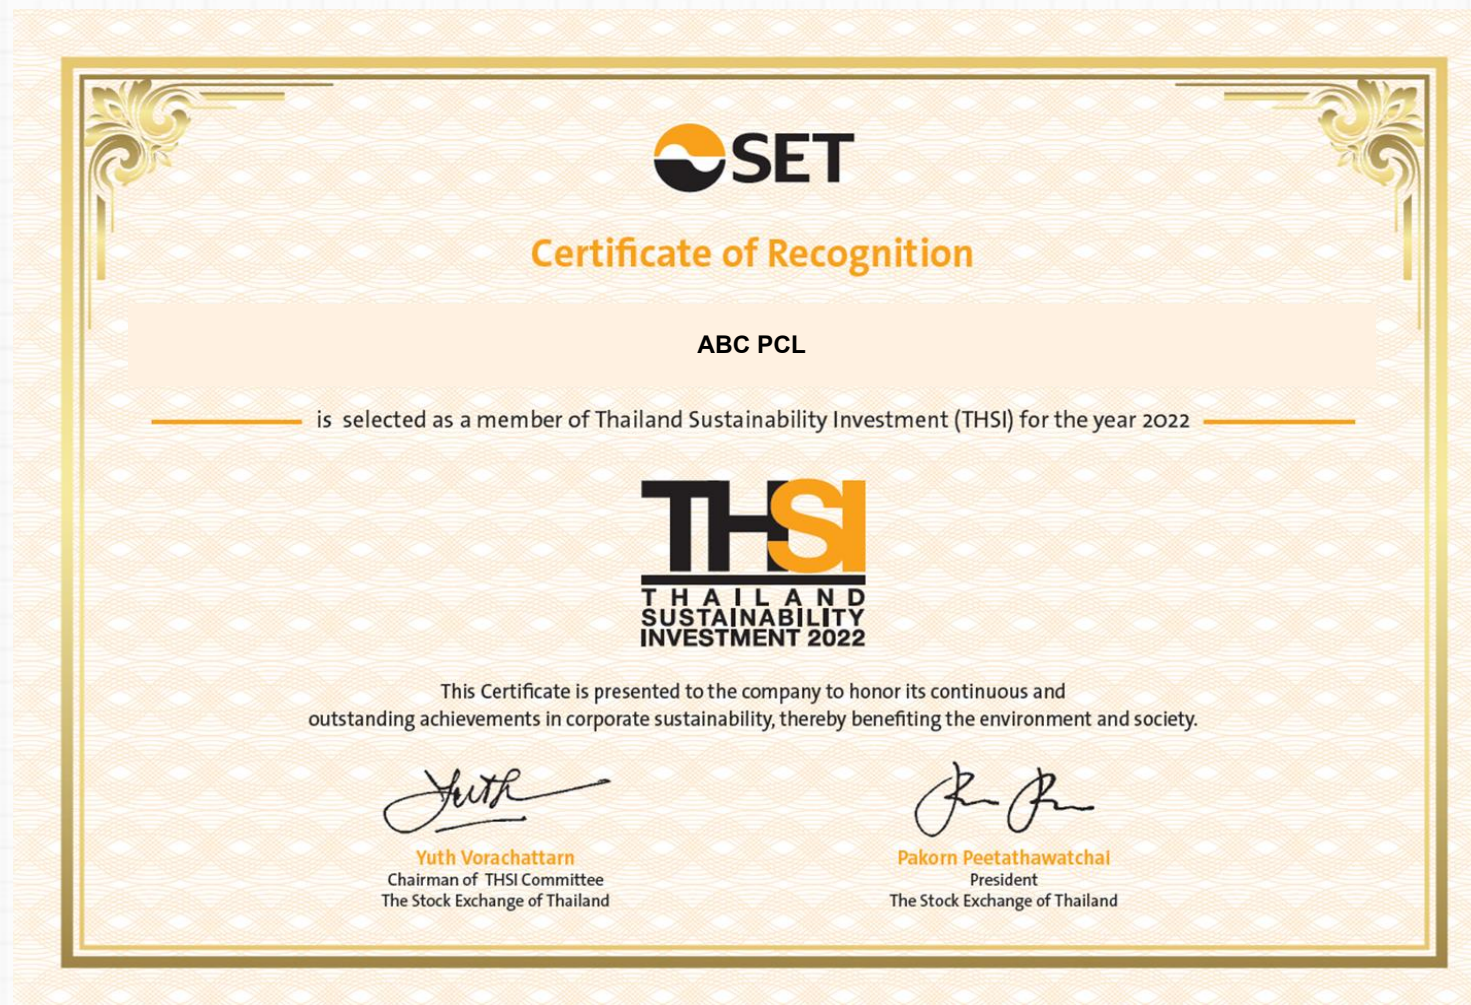 SET
Certificate of Recognition
ABC PCL
is selected as a member of Thailand Sustainability Investment (THSI) for the year 2022
THSI
THAILAND
SUSTAINABILITY
INVESTMENT 2022
This Certificate is presented to the company to honor its continuous and
outstanding achievements in corporate sustainability, thereby benefiting the environment and society.
Yuth
Yuth Vorachattarn
Chairman of THSI Committee
The Stock Exchange of Thailand
Pakorn Peetathawatchai
President
The Stock Exchange of Thailand